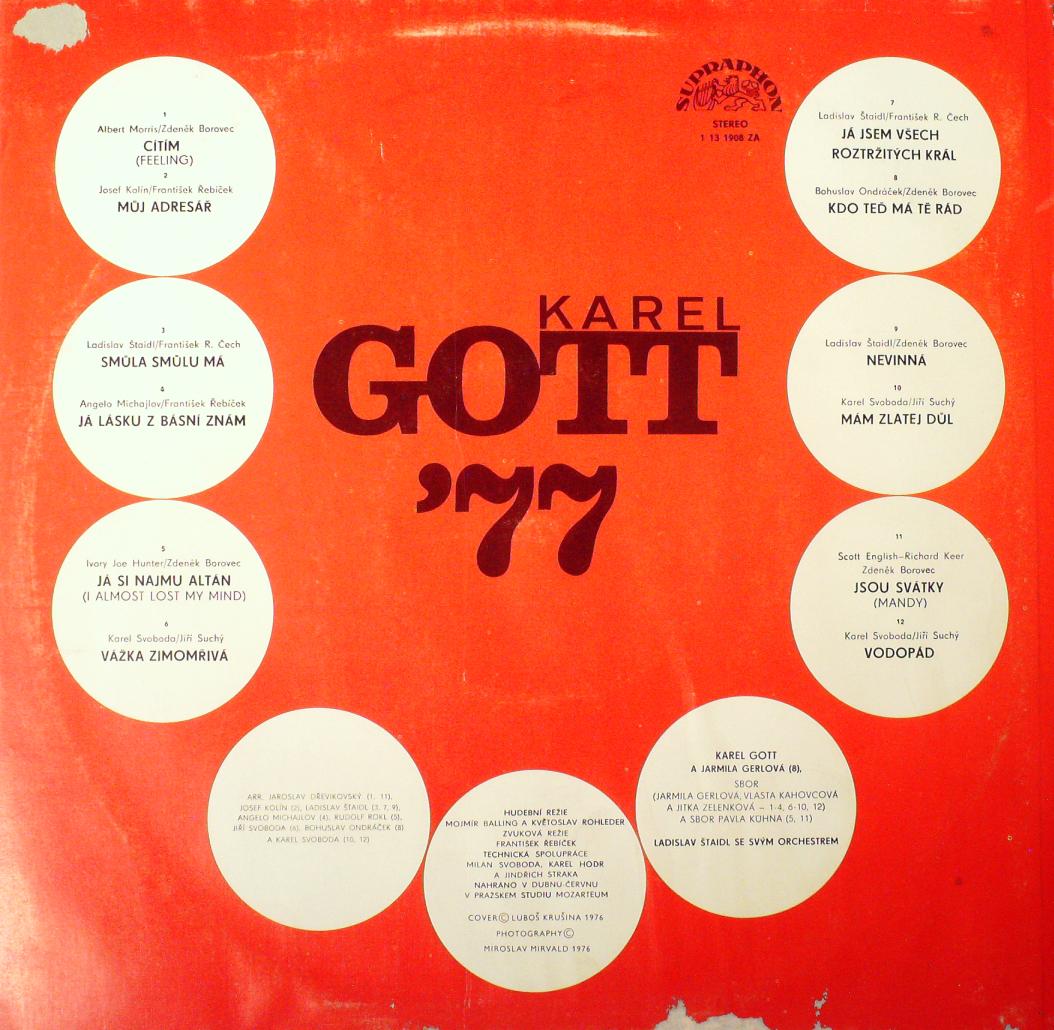 1
Albert Morris/Zdeněk Borovec
CÍTÍM
(FEELING)
2
Josef Kolín/František Řebíček
MŮJ ADRESÁŘ
3
Ladislav Štaidl/František R. Čech
SMŮLA SMŮLU MÁ
4
Angelo Michajlov/František Řebíček
JÁ LÁSKU Z BÁSNÍ ZNÁM
5
Ivory Joe Hunter/Zdeněk Borovec
JÁ SI NAJMU ALTÁN
(I ALMOST LOST MY MIND)
6
Karel Svoboda/Jiří Suchý
VÁŽKA ZIMOMŘIVÁ
SUPRAPHON
STEREO
1 13 1908 ZA
KAREL
GOTT
’77
7
Ladislav Štaidl/František R. Čech
JÁ JSEM VŠECH
ROZTRŽITÝCH KRÁL
8
Bohuslav Ondráček/Zdeněk Borovec
KDO TEĎ MÁ TĚ RÁD
9
Ladislav Štaidl/Zdeněk Borovec
NEVINNÁ
10
Karel Svoboda/Jiří Suchý
MÁM ZLATEJ DŮL
11
Scott English–Richard Keer
Zdeněk Borovec
JSOU SVÁTKY
(MANDY)
12
Karel Svoboda/Jiří Suchý
VODOPÁD
ARR. JAROSLAV DŘEVIKOVSKÝ (1, 11),
JOSEF KOLÍN (2), LADISLAV ŠTAIDL (3, 7, 9),
ANGELO MICHAJLOV (4), RUDOLF ROKL (5),
JIŘÍ SVOBODA (6), BOHUSLAV ONDRÁČEK (8)
A KAREL SVOBODA (10, 12)
HUDEBNÍ REŽIE
MOJMÍR BALLING A KVĚTOSLAV ROHLEDER
ZVUKOVÁ REŽIE
FRANTIŠEK ŘEBÍČEK
TECHNICKÁ SPOLUPRÁCE
MILAN SVOBODA, KAREL HODR
A JINDŘICH STRAKA
NAHRÁNO V DUBNU-ČERVNU
V PRAŽSKÉM STUDIU MOZARTEUM
COVER © LUBOŠ KRUŠINA 1976
PHOTOGRAPHY ©
MIROSLAV MIRVALD 1976
KAREL GOTT
A JARMILA GERLOVÁ (8),
SBOR
(JARMILA GERLOVÁ, VLASTA KAHOVCOVÁ
A JITKA ZELENKOVÁ – 1-4, 6-10, 12)
A SBOR PAVLA KÜHNA (5, 11)
LADISLAV ŠTAIDL SE SVÝM ORCHESTREM